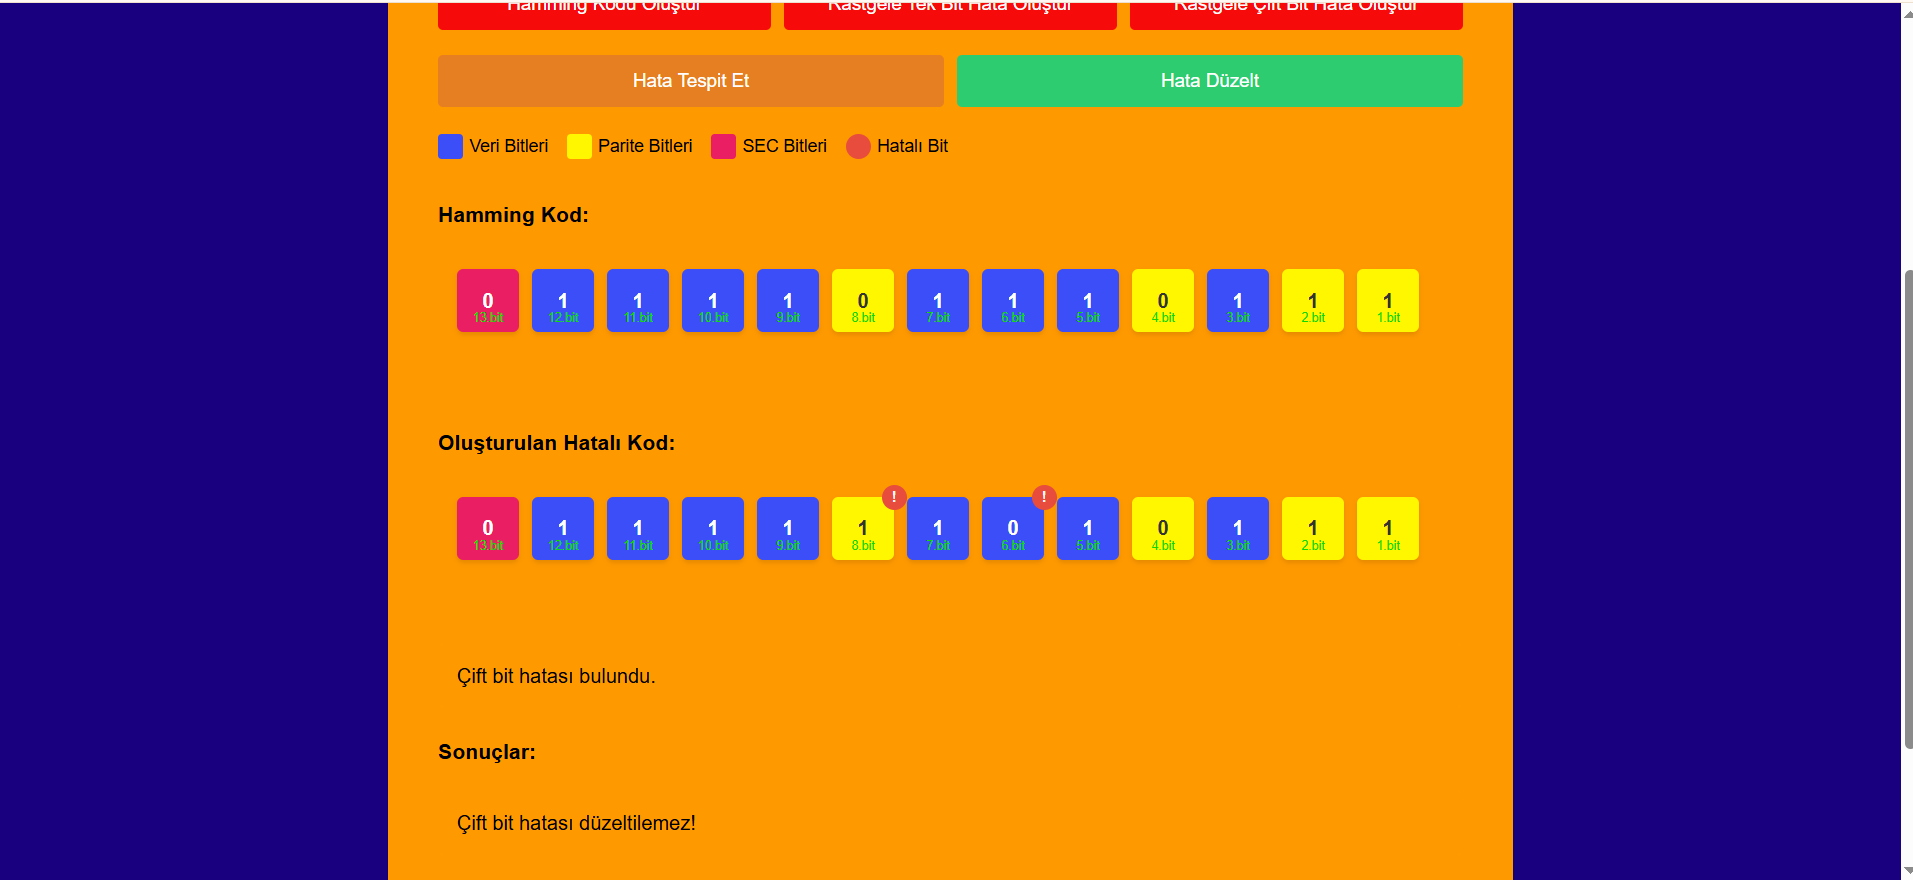 Hamming Kodu Oluştur Rastgele Tek Bit Hata Oluştur Rastgele Çift Bit Hata Oluştur
Hata Tespit Et Hata Düzelt
Veri Bitleri Parite Bitleri SEC Bitleri Hatalı Bit
Hamming Kod:
0 1 1 1 1 0 1 1 1 0 1 1 1
13.bit 12.bit 11.bit 10.bit 9.bit 8.bit 7.bit 6.bit 5.bit 4.bit 3.bit 2.bit 1.bit
Oluşturulan Hatalı Kod:
! !
0 1 1 1 1 1 1 0 1 0 1 1 1
13.bit 12.bit 11.bit 10.bit 9.bit 8.bit 7.bit 6.bit 5.bit 4.bit 3.bit 2.bit 1.bit
Çift bit hatası bulundu.
Sonuçlar:
Çift bit hatası düzeltilemez!